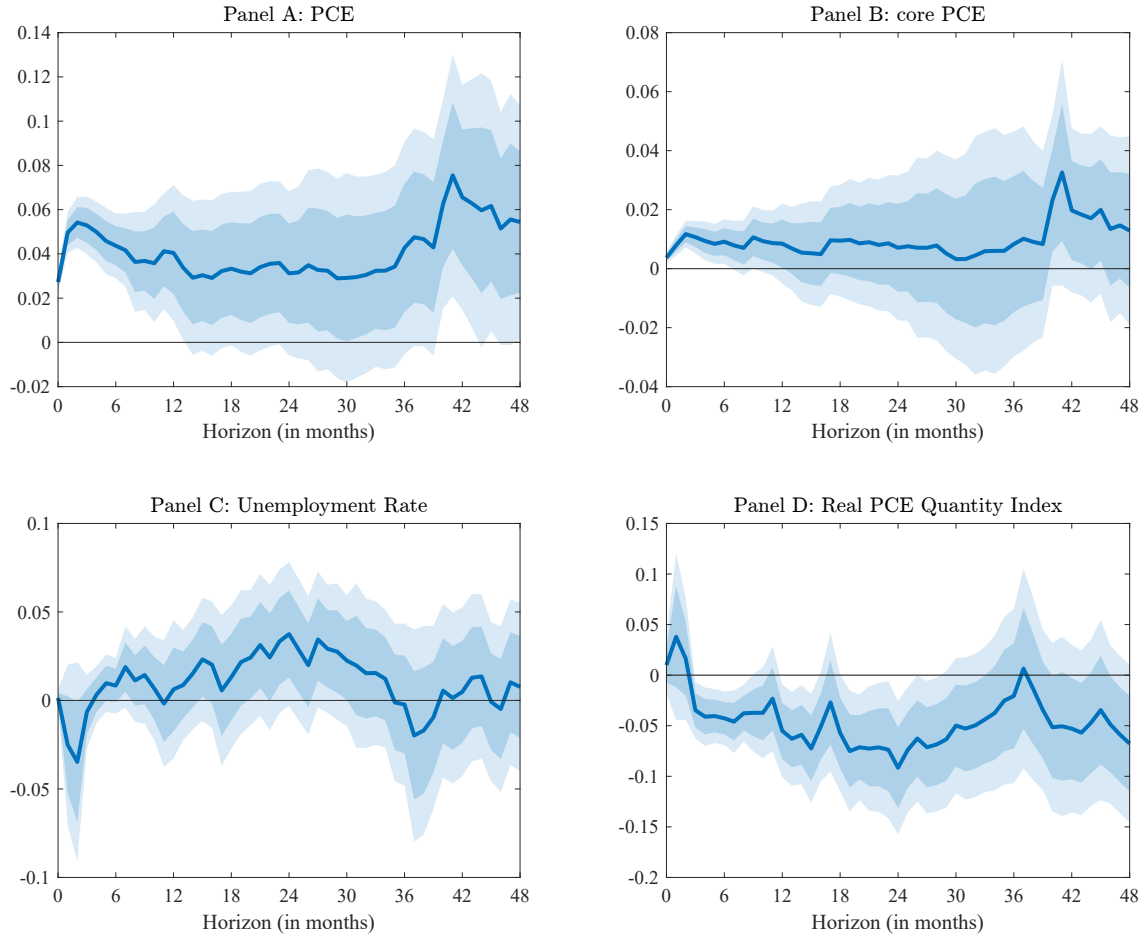 Panel A: PCE
0.14
0.12
0.1
0.08
0.06
0.04
0.02
0
-0.02
0 6 12 18 24 30 36 42 48
Horizon (in months)
Panel B: core PCE
0.08
0.06
0.04
0.02
0
-0.02
-0.04
0 6 12 18 24 30 36 42 48
Horizon (in months)
Panel C: Unemployment Rate
0.1
0.05
0
-0.05
-0.1
0 6 12 18 24 30 36 42 48
Horizon (in months)
Panel D: Real PCE Quantity Index
0.15
0.1
0.05
0
-0.05
-0.1
-0.15
-0.2
0 6 12 18 24 30 36 42 48
Horizon (in months)